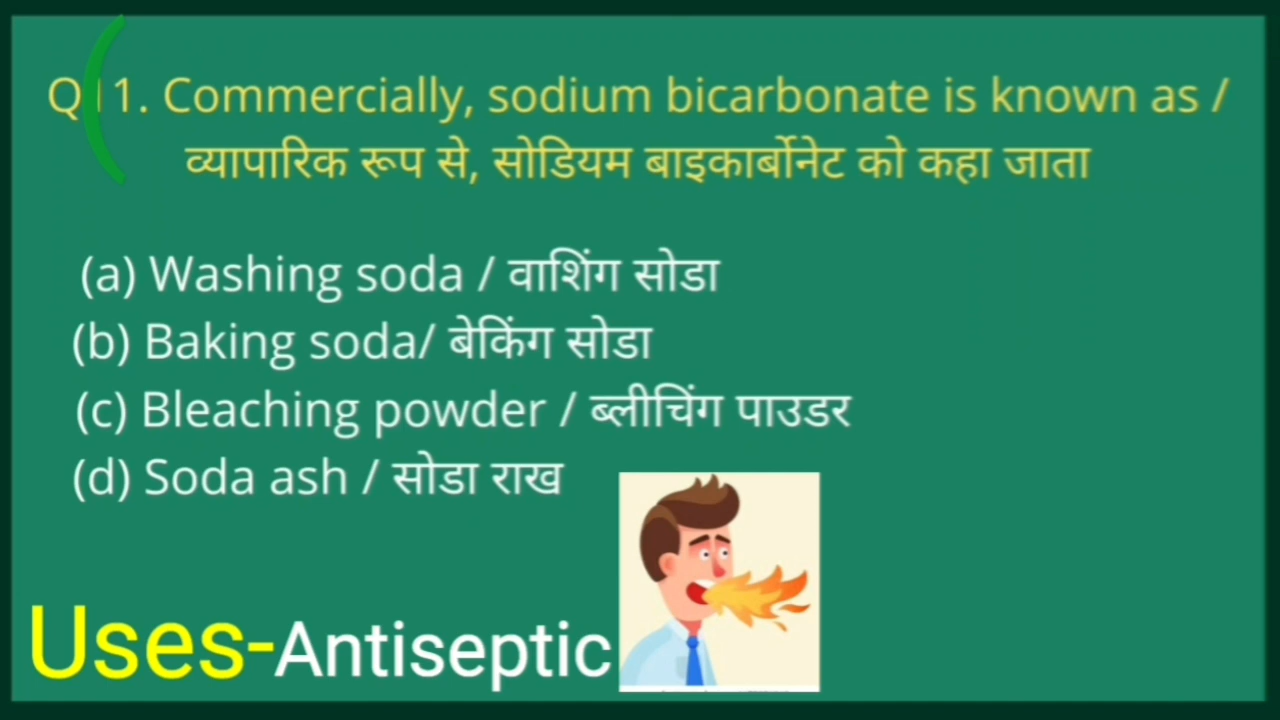 Q11. Commercially, sodium bicarbonate is known as /
व्यापारिक रूप से, सोडियम बाइकार्बोनेट को कहा जाता
(a) Washing soda / वाशिंग सोडा
(b) Baking soda/ बेकिंग सोडा
(c) Bleaching powder / ब्लीचिंग पाउडर
(d) Soda ash / सोडा राख
Uses-Antiseptic